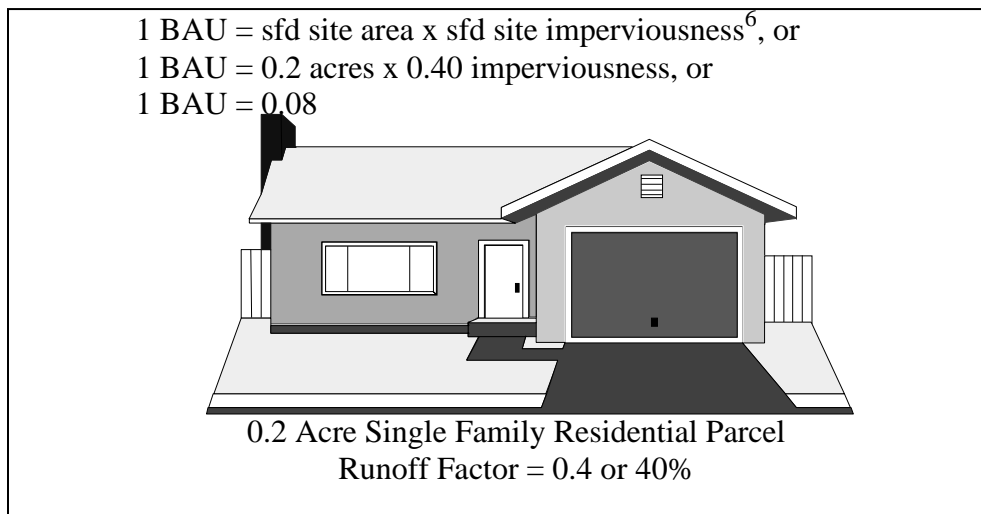 1 BAU = sfd site area x sfd site imperviousness⁶, or
1 BAU = 0.2 acres x 0.40 imperviousness, or
1 BAU = 0.08
0.2 Acre Single Family Residential Parcel
Runoff Factor = 0.4 or 40%